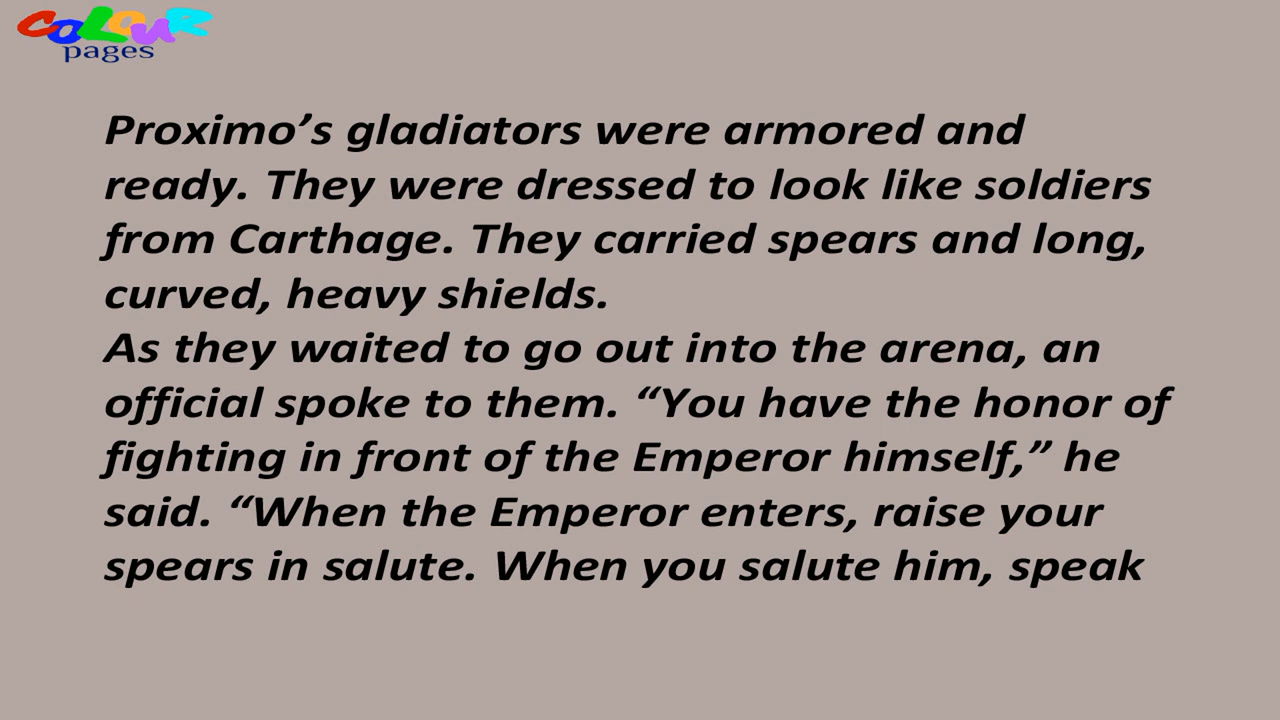 COLOUR
pages
Proximo’s gladiators were armored and
ready. They were dressed to look like soldiers
from Carthage. They carried spears and long,
curved, heavy shields.
As they waited to go out into the arena, an
official spoke to them. “You have the honor of
fighting in front of the Emperor himself,” he
said. “When the Emperor enters, raise your
spears in salute. When you salute him, speak